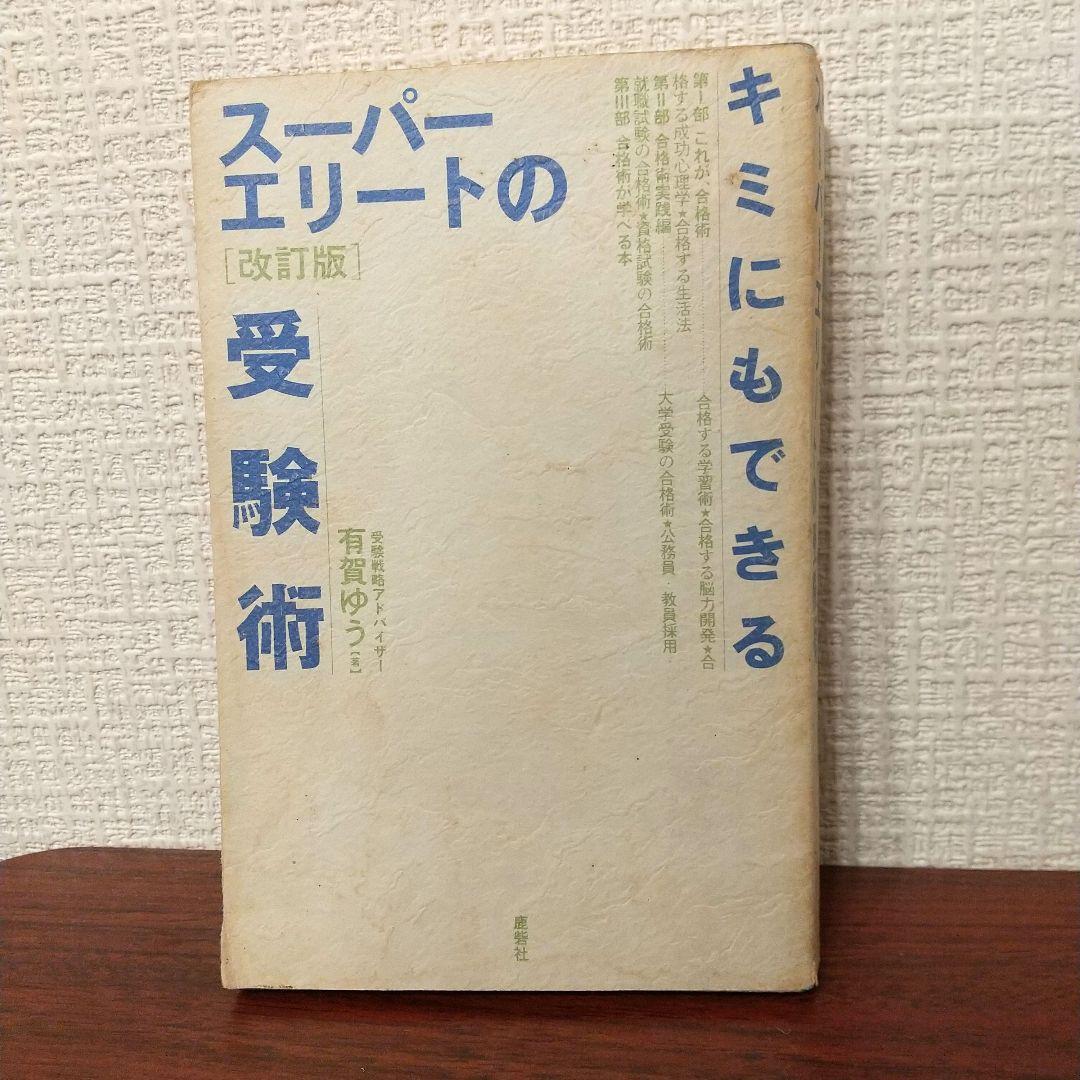 キミにもできる
スーパー
エリートの
[改訂版]
受験術
第I部 これが、合格術……合格する学習術★合格する脳力開発★合
格する成功心理学★合格する生活法
第II部 合格術実践編……大学受験の合格術★公務員・教員採用
就職試験の合格術★資格試験の合格術
第III部 合格術が学べる本
受験戦略アドバイザー
有賀ゆう[著]
鹿砦社